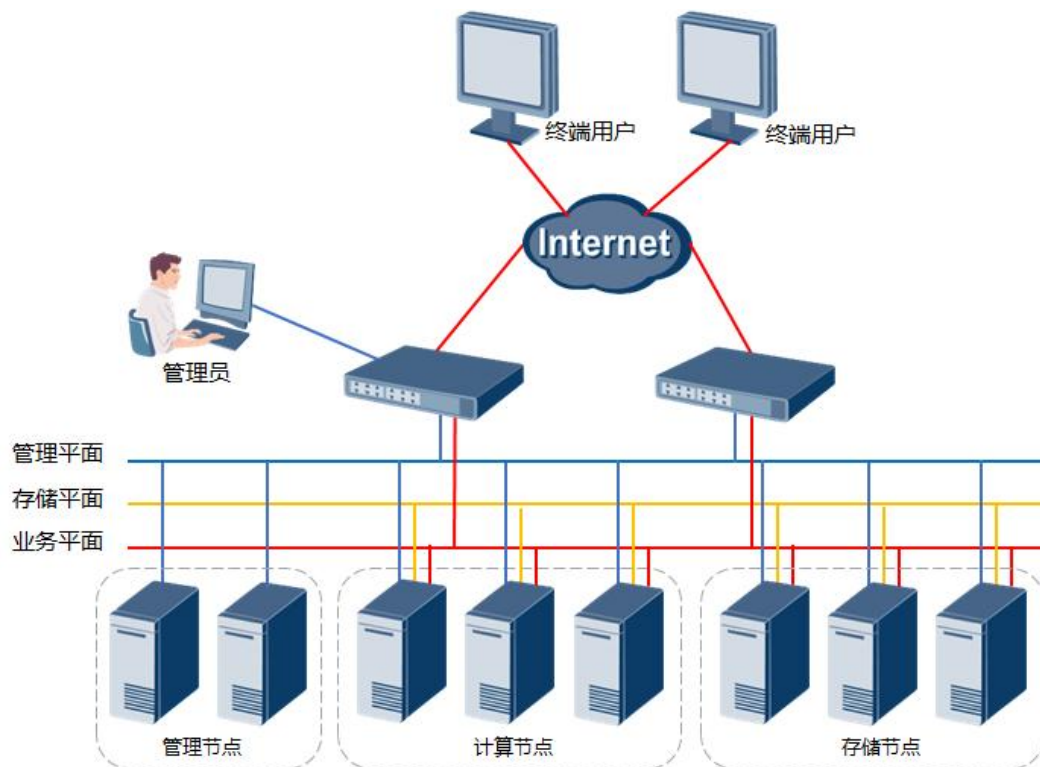 终端用户
终端用户
Internet
管理员
管理平面
存储平面
业务平面
管理节点
计算节点
存储节点